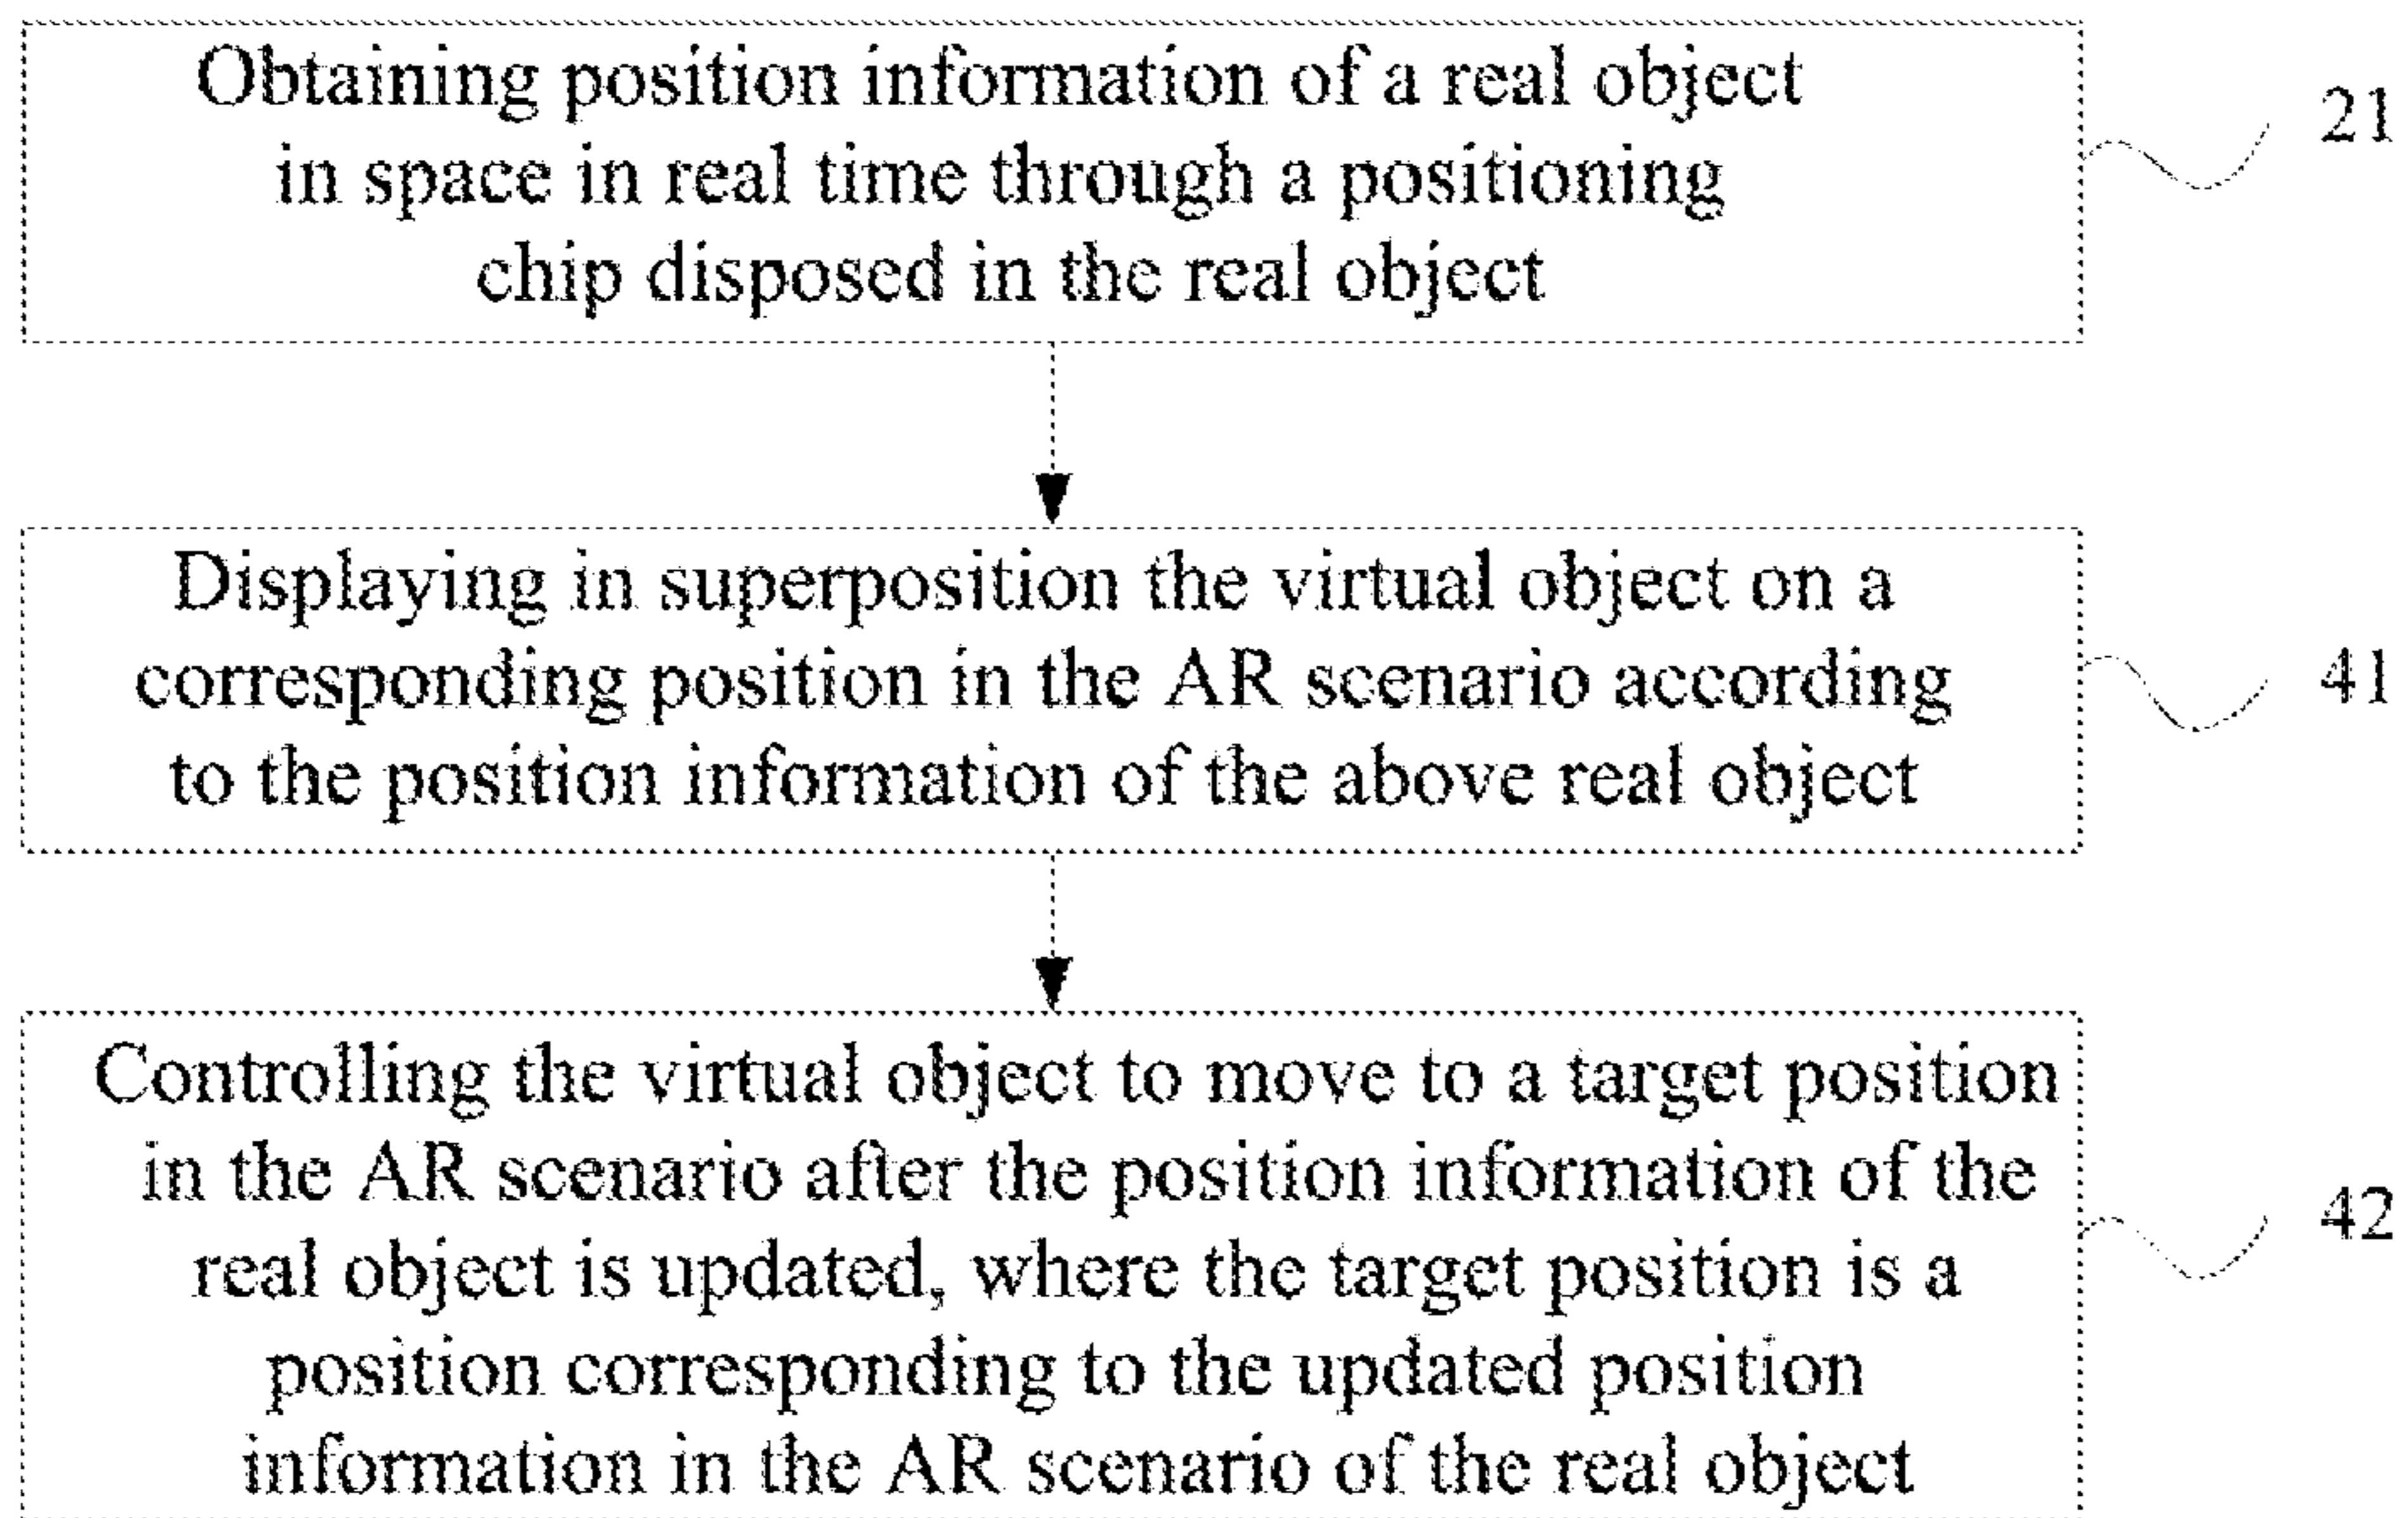 Obtaining position information of a real object
in space in real time through a positioning
chip disposed in the real object
21
Displaying in superposition the virtual object on a
corresponding position in the AR scenario according
to the position information of the above real object
41
Controlling the virtual object to move to a target position
in the AR scenario after the position information of the
real object is updated, where the target position is a
position corresponding to the updated position
information in the AR scenario of the real object
42